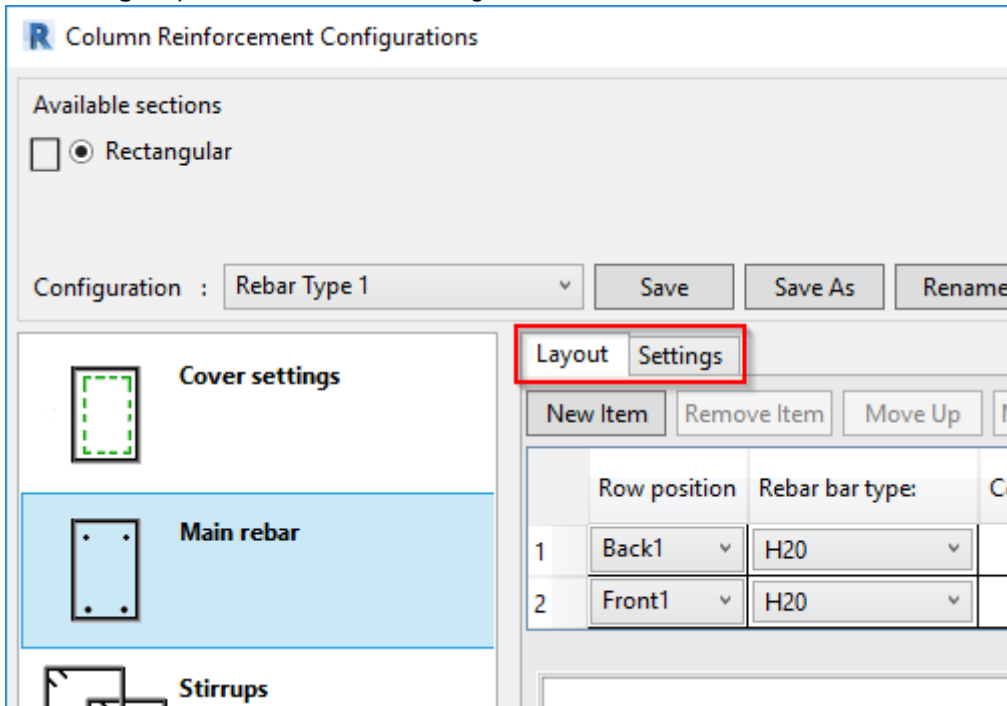 R Column Reinforcement Configurations
Available sections
Rectangular
Configuration : Rebar Type 1 Save Save As Rename
Layout Settings
Cover settings
New Item Remove Item Move Up
Row position Rebar bar type:
Main rebar
1 Back1 H20
2 Front1 H20
Stirrups